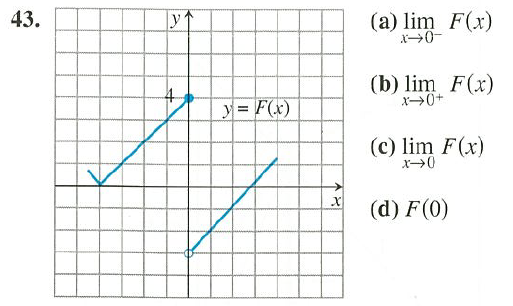 43.
y
4
y = F(x)
x
(a) lim F(x)
x→0⁻
(b) lim F(x)
x→0⁺
(c) lim F(x)
x→0
(d) F(0)